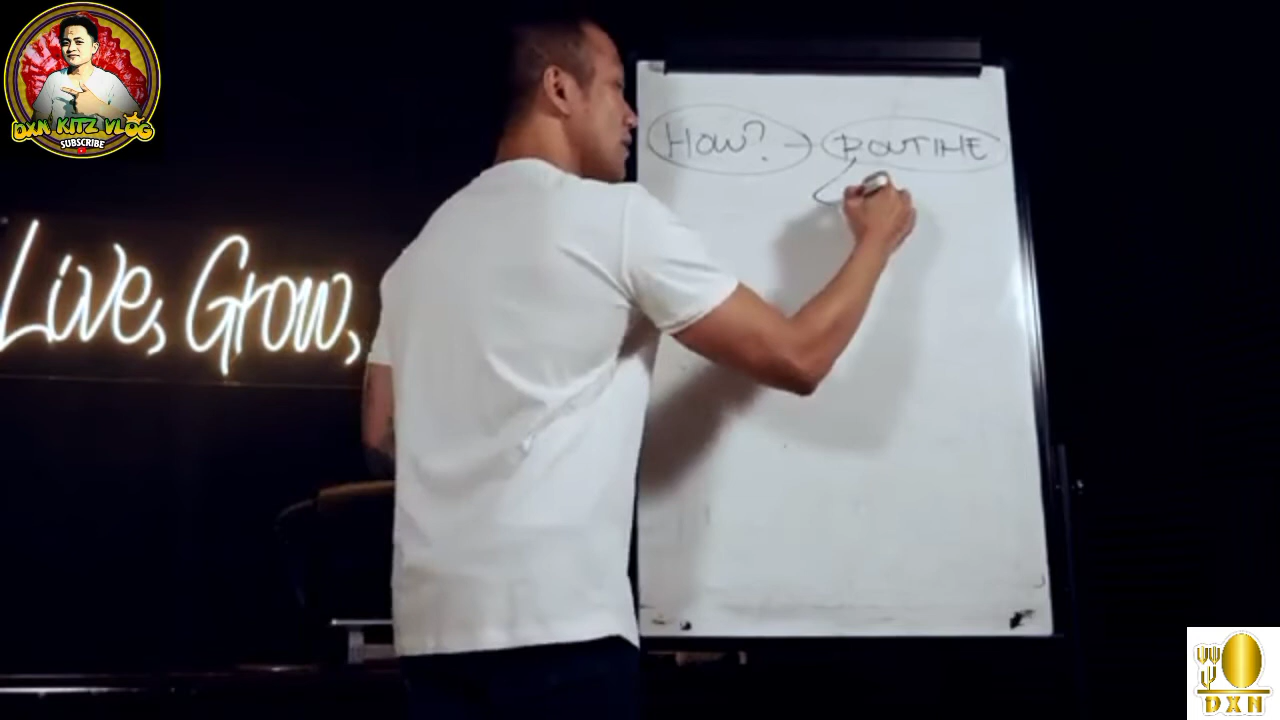 DXN KITZ VLOG
SUBSCRIBE
HOW? → ROUTINE
Live, Grow,
DXN